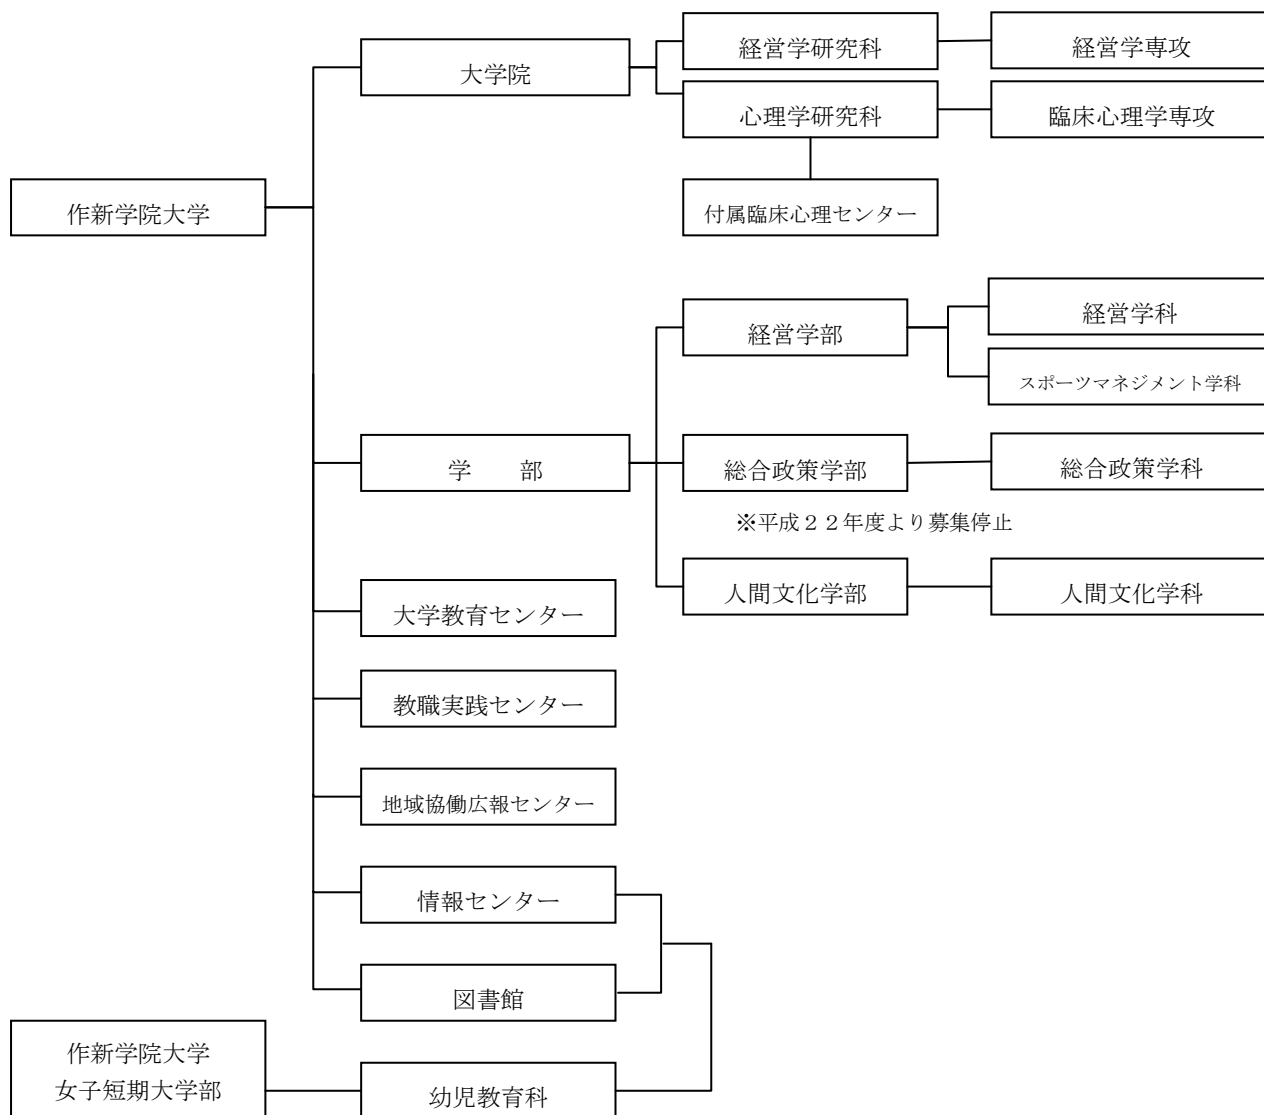 作新学院大学
大学院
経営学研究科
経営学専攻
心理学研究科
臨床心理学専攻
付属臨床心理センター
学　　部
経営学部
経営学科
スポーツマネジメント学科
総合政策学部
総合政策学科
※平成２２年度より募集停止
人間文化学部
人間文化学科
大学教育センター
教職実践センター
地域協働広報センター
情報センター
図書館
作新学院大学
女子短期大学部
幼児教育科